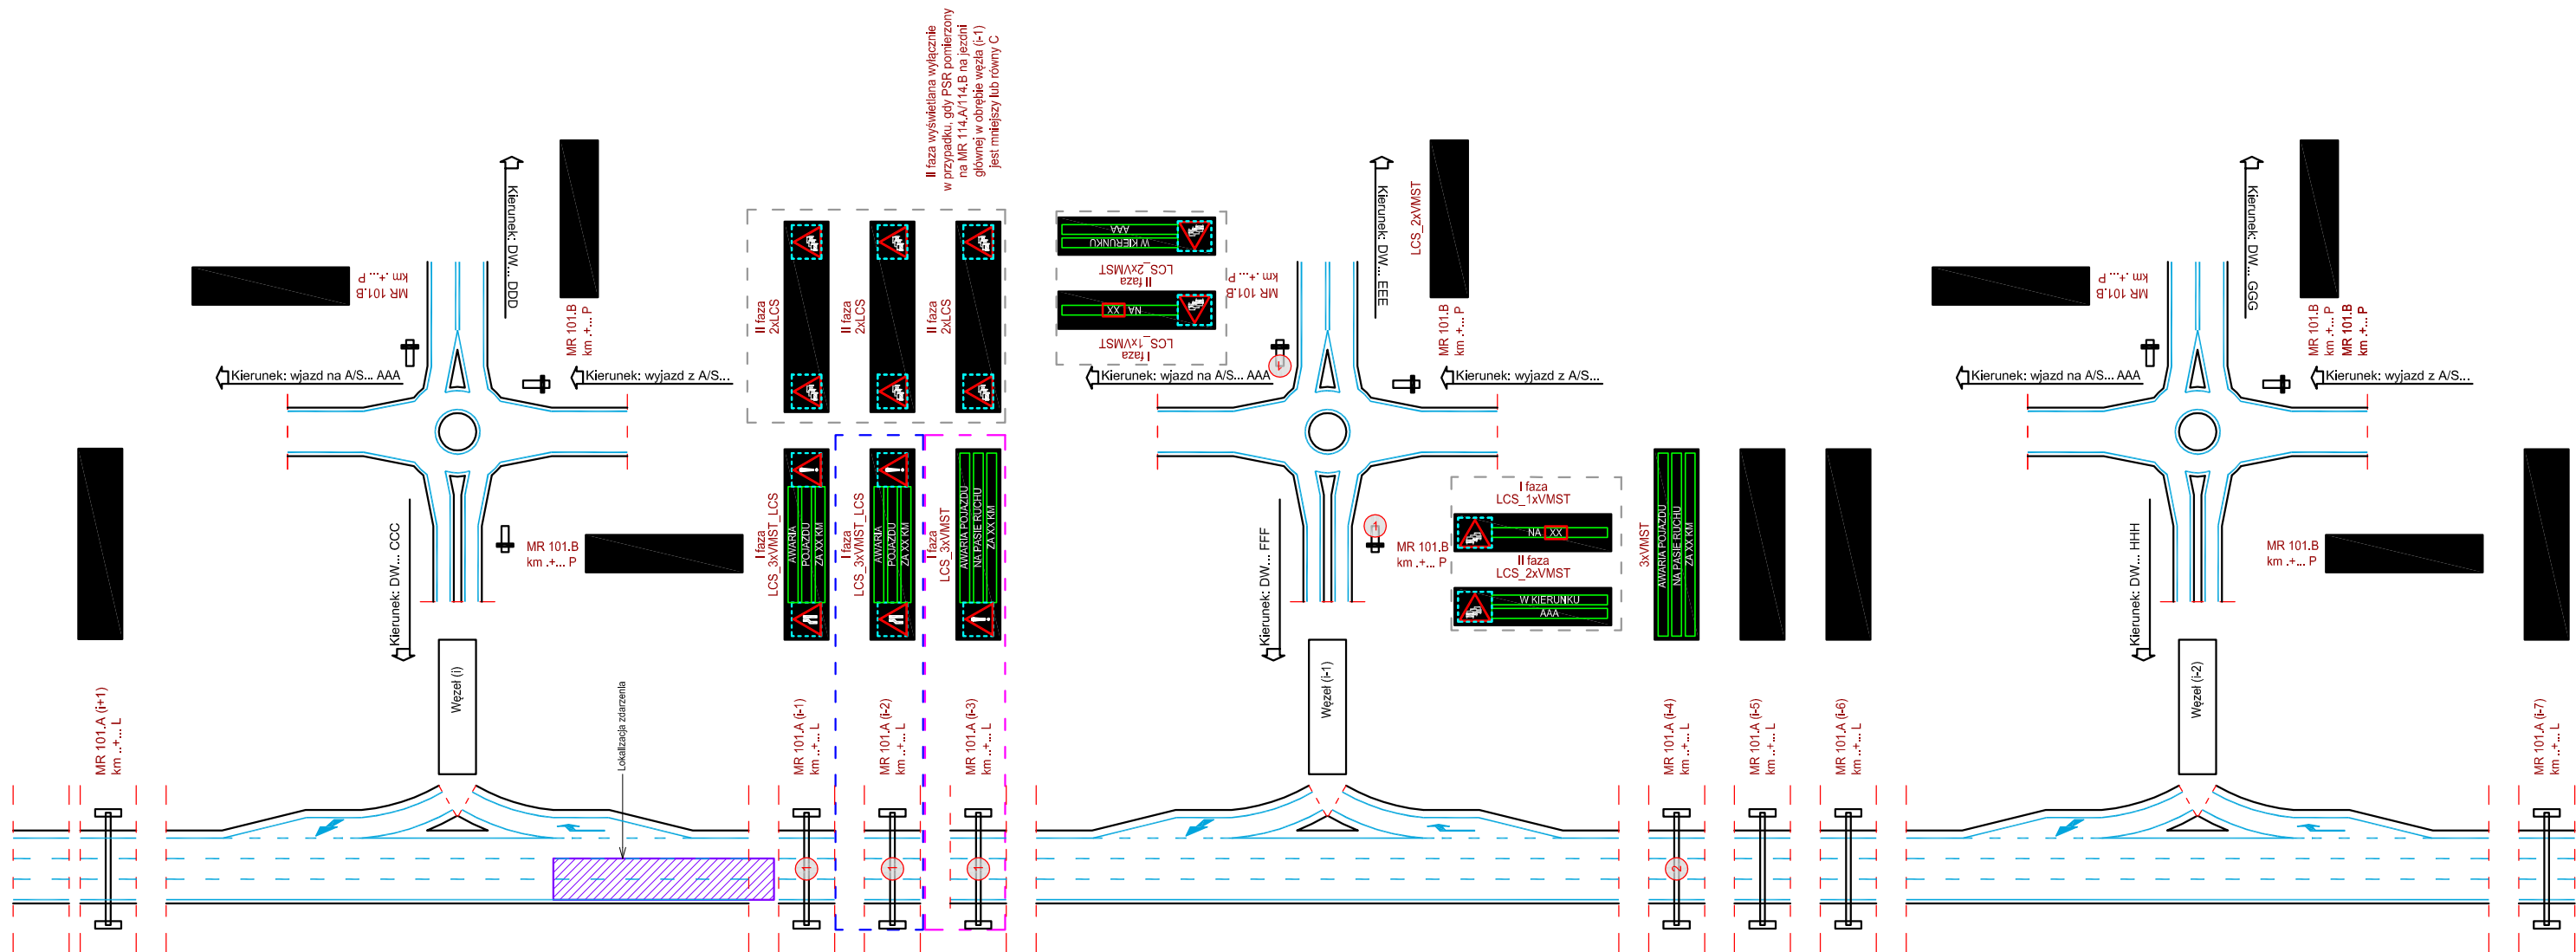 II faza wyświetlana wyłącznie
w przypadku, gdy PSR pomierzony
na MR 114.A/114.B na jezdni
głównej w obrębie węzła (i-1)
jest mniejszy lub równy C
MR 101.A (i+1)
km ..+... L
MR 101.B
km .+... P
Kierunek: DW... DDD
MR 101.B
km .+... P
Kierunek: wjazd na A/S... AAA
Kierunek: wyjazd z A/S...
Kierunek: DW... CCC
MR 101.B
km .+... P
Węzeł (i)
Lokalizacja zdarzenia
II faza
2xLCS
II faza
2xLCS
II faza
2xLCS
I faza
LCS_3xVMST_LCS
AWARIA
POJAZDU
ZA XX KM
I faza
LCS_3xVMST_LCS
AWARIA
POJAZDU
ZA XX KM
I faza
LCS_3xVMST
AWARIA POJAZDU
NA PASIE RUCHU
ZA XX KM
MR 101.A (i-1)
km ..+... L
MR 101.A (i-2)
km ..+... L
MR 101.A (i-3)
km ..+... L
1
1
1
W KIERUNKU
AAA
II faza
LCS_2xVMST
NA XX
I faza
LCS_1xVMST
MR 101.B
km .+... P
1
Kierunek: DW... EEE
LCS_2xVMST
MR 101.B
km .+... P
Kierunek: wjazd na A/S... AAA
Kierunek: wyjazd z A/S...
Kierunek: DW... FFF
1
MR 101.B
km .+... P
I faza
LCS_1xVMST
NA XX
II faza
LCS_2xVMST
W KIERUNKU
AAA
Węzeł (i-1)
3xVMST
AWARIA POJAZDU
NA PASIE RUCHU
ZA XX KM
MR 101.A (i-4)
km ..+... L
2
MR 101.A (i-5)
km ..+... L
MR 101.A (i-6)
km ..+... L
MR 101.B
km .+... P
Kierunek: DW... GGG
MR 101.B
km .+... P
MR 101.B
km .+... P
Kierunek: wjazd na A/S... AAA
Kierunek: wyjazd z A/S...
Kierunek: DW... HHH
MR 101.B
km .+... P
Węzeł (i-2)
MR 101.A (i-7)
km ..+... L